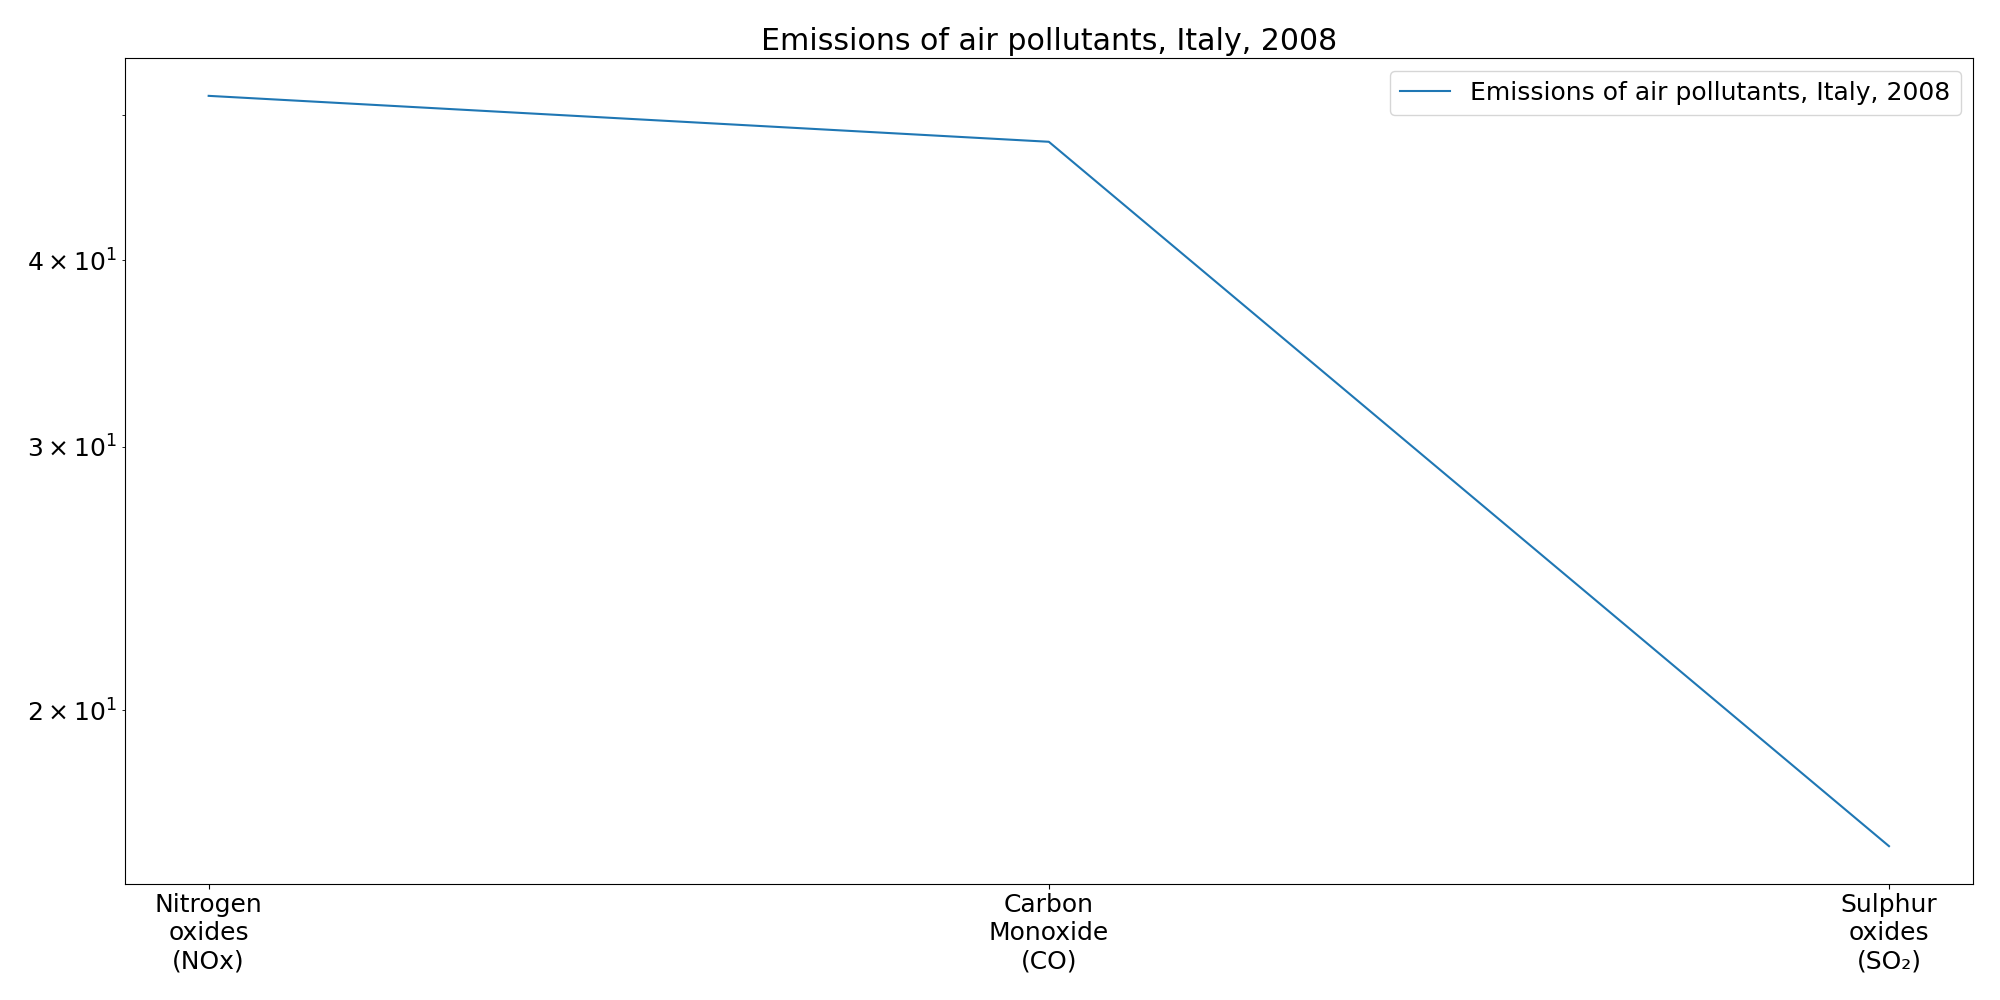 Emissions of air pollutants, Italy, 2008
Emissions of air pollutants, Italy, 2008
4 × 10¹
3 × 10¹
2 × 10¹
Nitrogen
oxides
(NOx)
Carbon
Monoxide
(CO)
Sulphur
oxides
(SO₂)